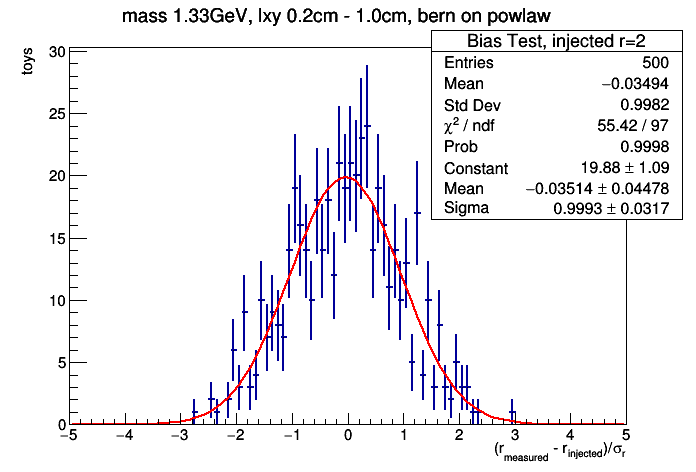 mass 1.33GeV, lxy 0.2cm - 1.0cm, bern on powlaw
toys
Bias Test, injected r=2
Entries 500
Mean −0.03494
Std Dev 0.9982
χ² / ndf 55.42 / 97
Prob 0.9998
Constant 19.88 ± 1.09
Mean −0.03514 ± 0.04478
Sigma 0.9993 ± 0.0317
30
25
20
15
10
5
0
−5 −4 −3 −2 −1 0 1 2 3 4 5
(r_measured - r_injected)/σ_r